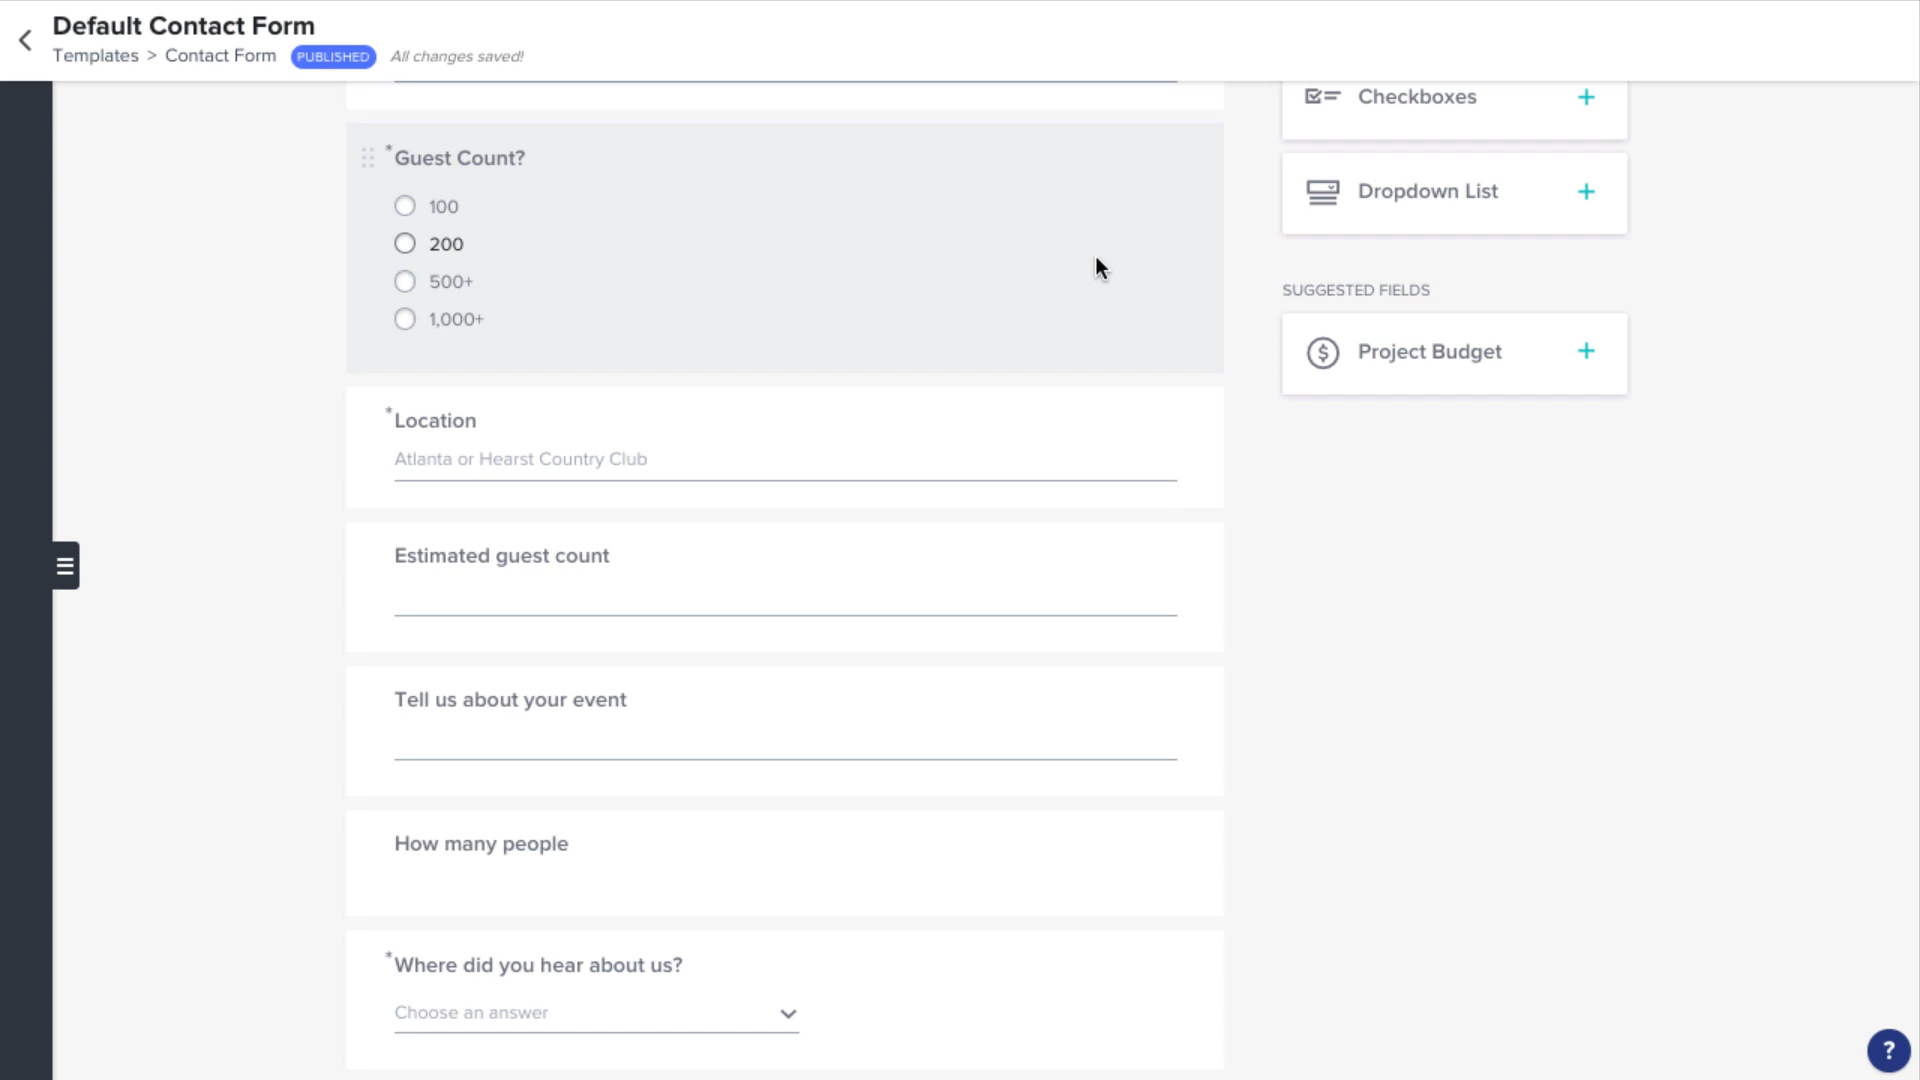 Default Contact Form
Templates > Contact Form PUBLISHED All changes saved!
Checkboxes +
* Guest Count?
100
200
500+
1,000+
Dropdown List +
SUGGESTED FIELDS
Project Budget +
* Location
Atlanta or Hearst Country Club
Estimated guest count
Tell us about your event
How many people
* Where did you hear about us?
Choose an answer
?